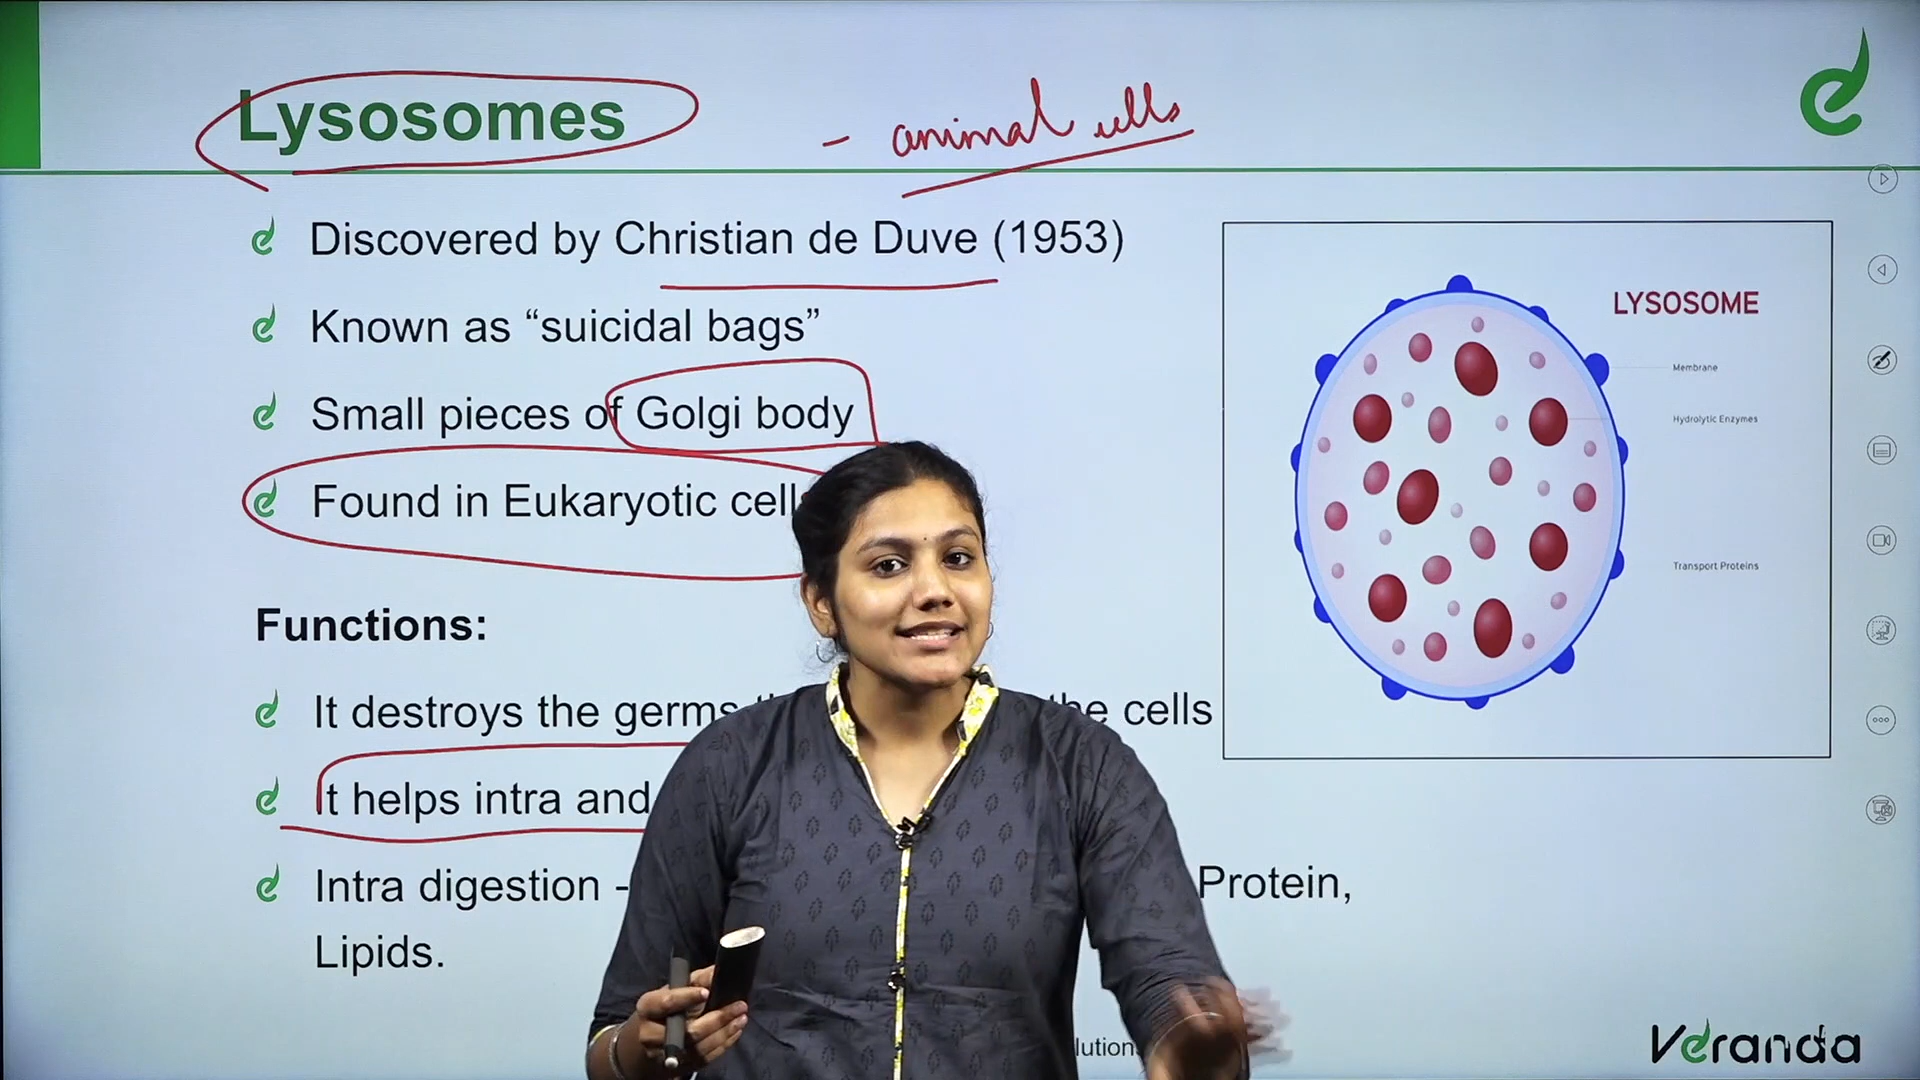 Lysosomes
- animal cells
Discovered by Christian de Duve (1953)
Known as “suicidal bags”
Small pieces of Golgi body
Found in Eukaryotic cells
Functions:
It destroys the germs the cells
It helps intra and
Intra digestion - Protein,
Lipids.
LYSOSOME
Membrane
Hydrolytic Enzymes
Transport Proteins
Veranda